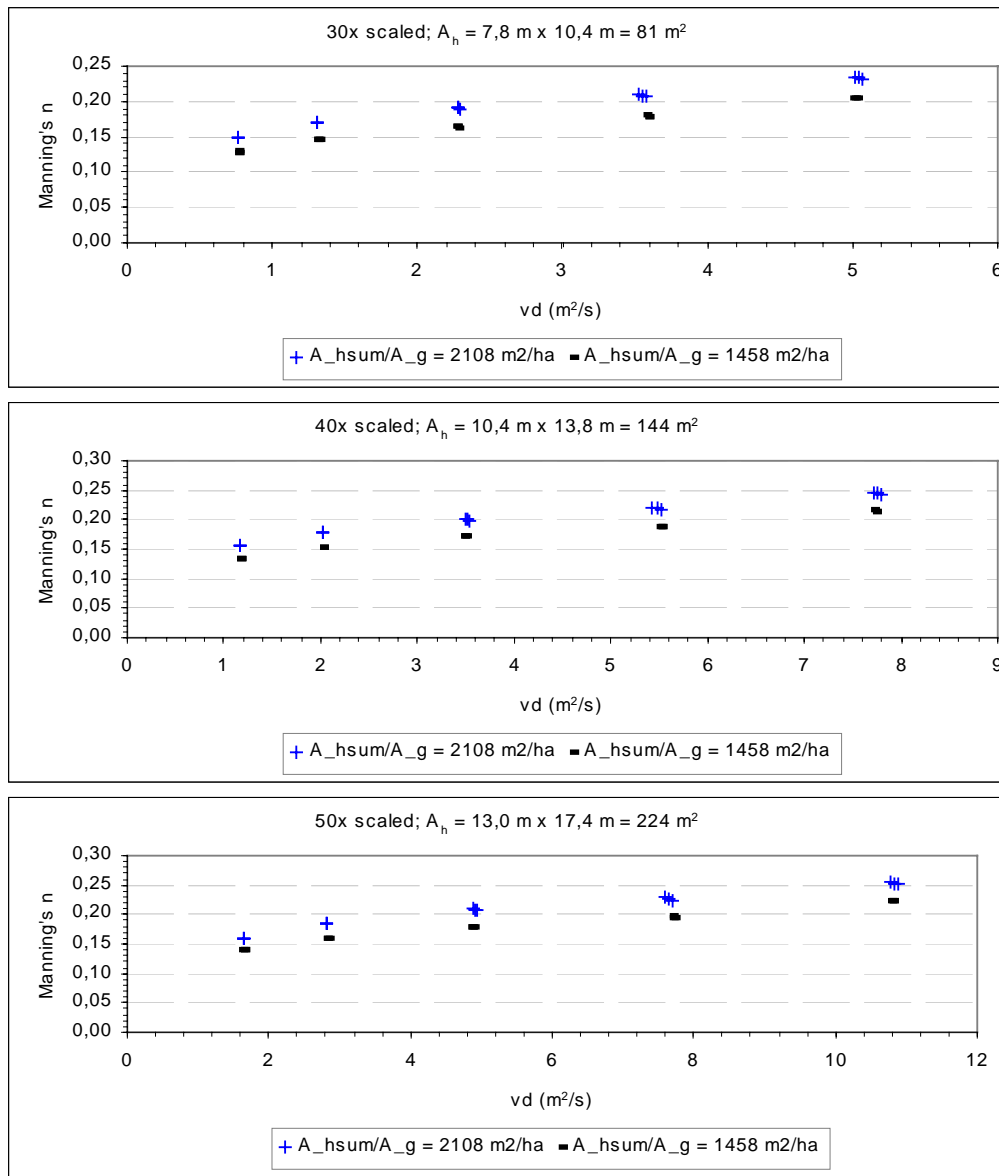 30x scaled; Aₕ = 7,8 m x 10,4 m = 81 m²
0,25
0,20
0,15
0,10
0,05
0,00
Manning's n
0 1 2 3 4 5 6
vd (m²/s)
A_hsum/A_g = 2108 m2/ha A_hsum/A_g = 1458 m2/ha
40x scaled; Aₕ = 10,4 m x 13,8 m = 144 m²
0,30
0,25
0,20
0,15
0,10
0,05
0,00
Manning's n
0 1 2 3 4 5 6 7 8 9
vd (m²/s)
A_hsum/A_g = 2108 m2/ha A_hsum/A_g = 1458 m2/ha
50x scaled; Aₕ = 13,0 m x 17,4 m = 224 m²
0,30
0,25
0,20
0,15
0,10
0,05
0,00
Manning's n
0 2 4 6 8 10 12
vd (m²/s)
A_hsum/A_g = 2108 m2/ha A_hsum/A_g = 1458 m2/ha